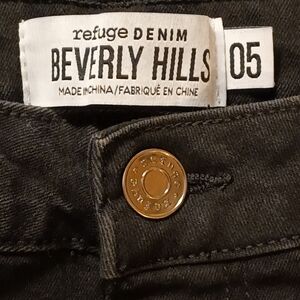 refuge DENIM
BEVERLY HILLS
MADE IN CHINA/FABRIQUÉ EN CHINE
05